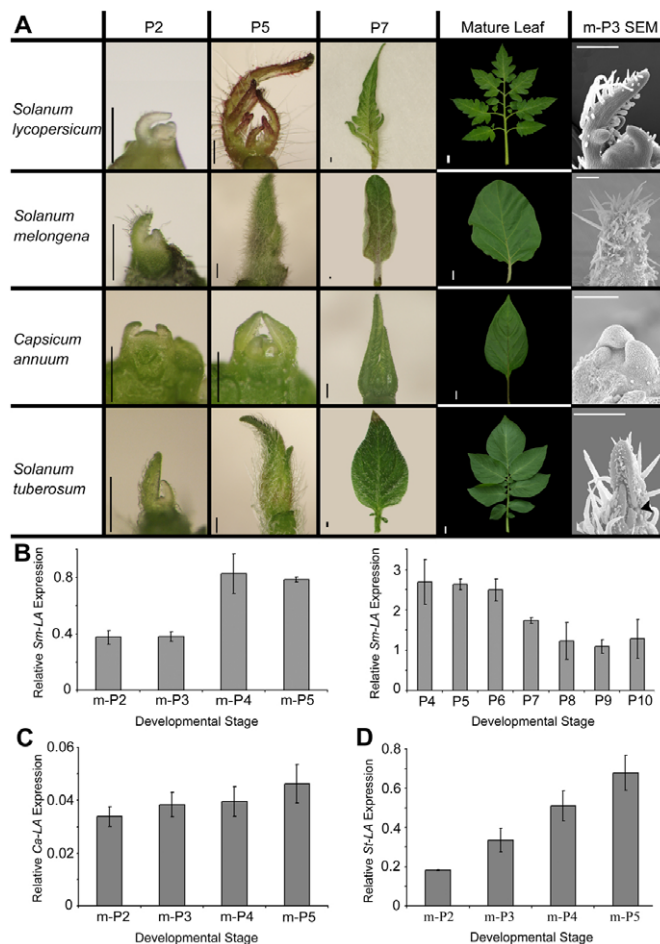 A P2 P5 P7 Mature Leaf m-P3 SEM
Solanum
lycopersicum
Solanum
melongena
Capsicum
annuum
Solanum
tuberosum
B
Relative Sm-LA Expression
0.8
0.4
0
m-P2 m-P3 m-P4 m-P5
Developmental Stage
Relative Sm-LA Expression
3
2
1
0
P4 P5 P6 P7 P8 P9 P10
Developmental Stage
C
Relative Ca-LA Expression
0.06
0.04
0.02
0.00
m-P2 m-P3 m-P4 m-P5
Developmental Stage
D
Relative St-LA Expression
0.8
0.6
0.4
0.2
0
m-P2 m-P3 m-P4 m-P5
Developmental Stage